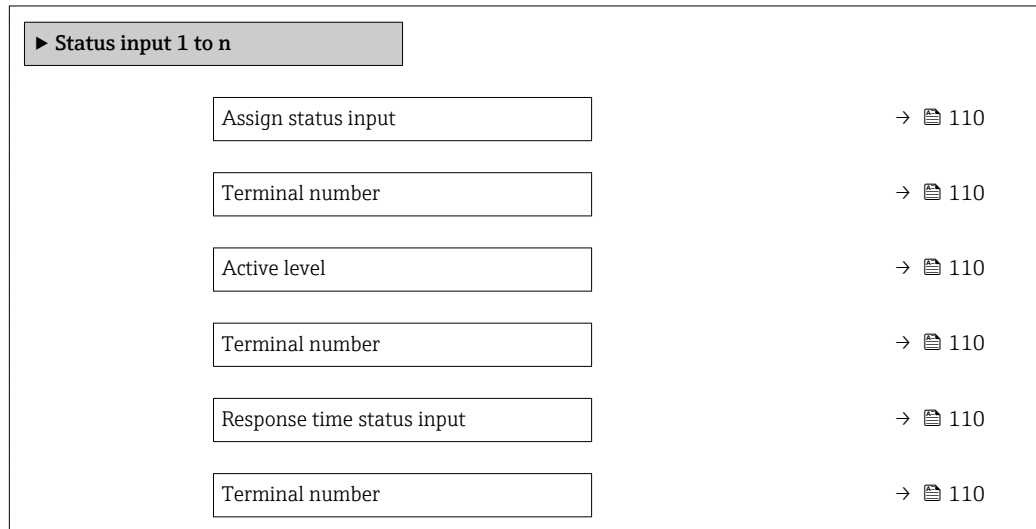 ► Status input 1 to n
Assign status input → 110
Terminal number → 110
Active level → 110
Terminal number → 110
Response time status input → 110
Terminal number → 110